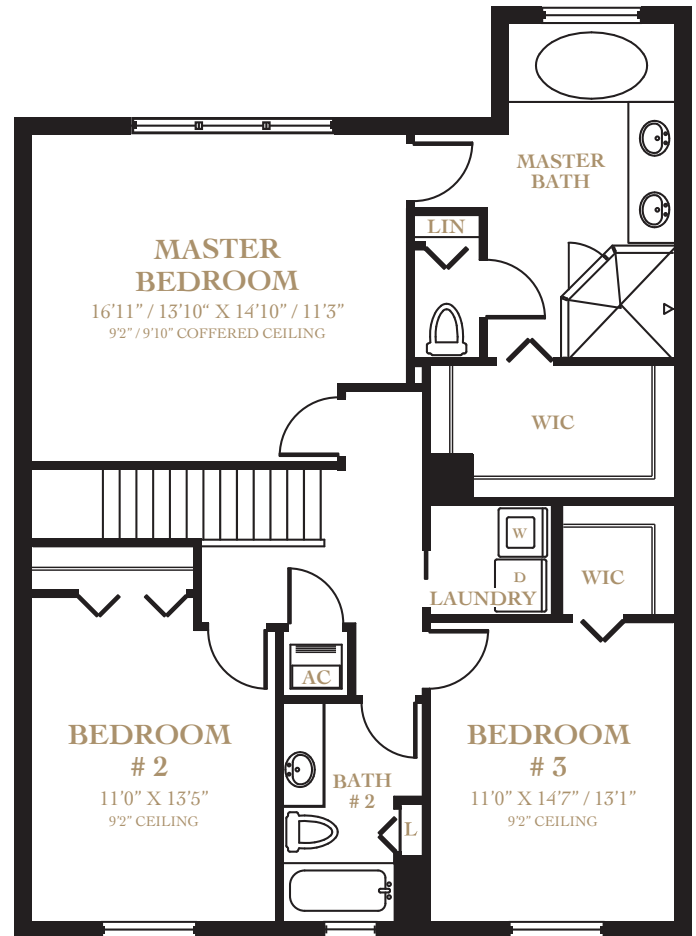 MASTER
BATH
LIN
MASTER
BEDROOM
16'11" / 13'10" X 14'10" / 11'3"
9'2" / 9'10" COFFERED CEILING
WIC
W
D
WIC
LAUNDRY
AC
BEDROOM
# 2
11'0" X 13'5"
9'2" CEILING
BATH
# 2
L
BEDROOM
# 3
11'0" X 14'7" / 13'1"
9'2" CEILING